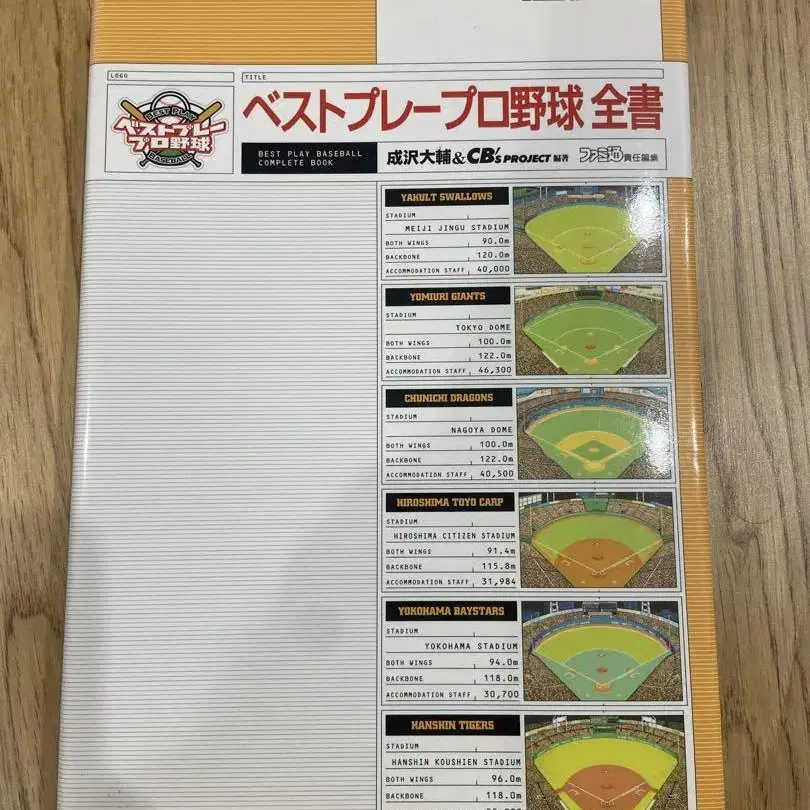 LOGO
TITLE
BEST PLAY
ベストプレー
プロ野球
BASEBALL
ベストプレープロ野球 全書
BEST PLAY BASEBALL
COMPLETE BOOK
成沢大輔&CB's PROJECT 編著 ファミ通責任編集
YAKULT SWALLOWS
STADIUM
MEIJI JINGU STADIUM
BOTH WINGS 90.0m
BACKBONE 120.0m
ACCOMMODATION STAFF 40,000
YOMIURI GIANTS
STADIUM
TOKYO DOME
BOTH WINGS 100.0m
BACKBONE 122.0m
ACCOMMODATION STAFF 46,300
CHUNICHI DRAGONS
STADIUM
NAGOYA DOME
BOTH WINGS 100.0m
BACKBONE 122.0m
ACCOMMODATION STAFF 40,500
HIROSHIMA TOYO CARP
STADIUM
HIROSHIMA CITIZEN STADIUM
BOTH WINGS 91.4m
BACKBONE 115.8m
ACCOMMODATION STAFF 31,984
YOKOHAMA BAYSTARS
STADIUM
YOKOHAMA STADIUM
BOTH WINGS 94.0m
BACKBONE 118.0m
ACCOMMODATION STAFF 30,700
HANSHIN TIGERS
STADIUM
HANSHIN KOUSHIEN STADIUM
BOTH WINGS 96.0m
BACKBONE 118.0m